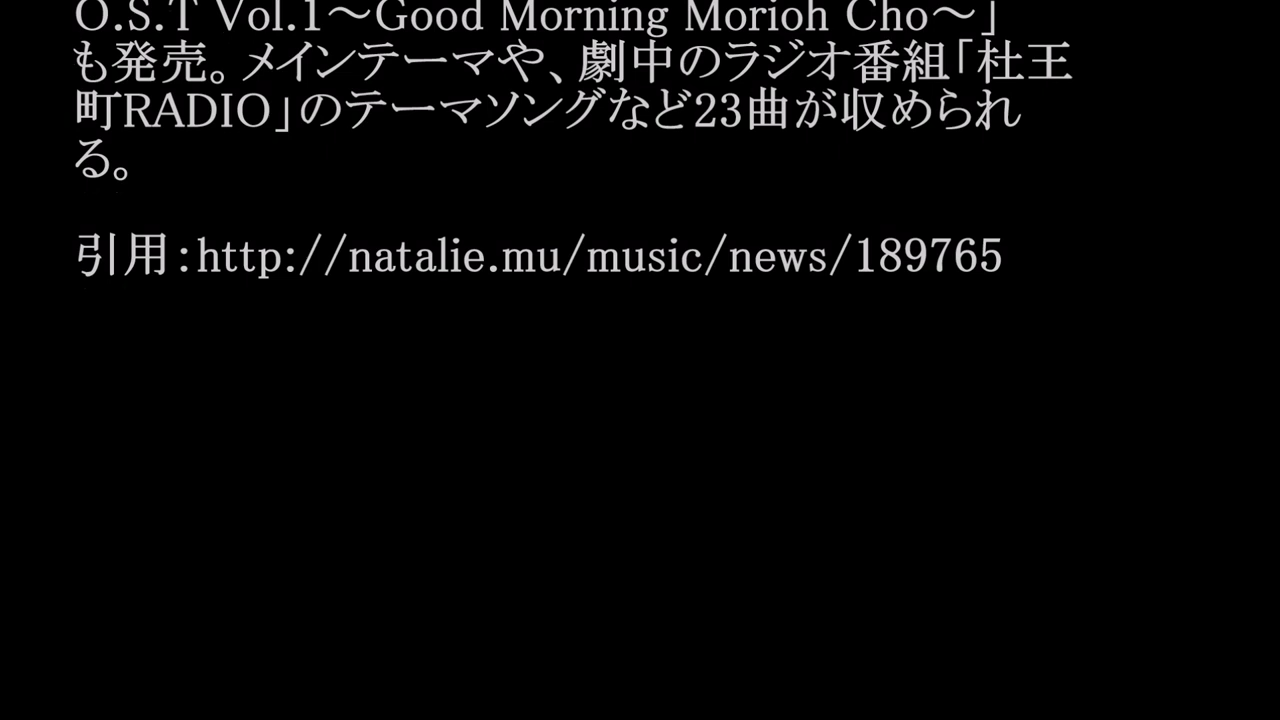 O.S.T Vol.1～Good Morning Morioh Cho～」
も発売。メインテーマや、劇中のラジオ番組「杜王
町RADIO」のテーマソングなど23曲が収められ
る。
引用：http://natalie.mu/music/news/189765